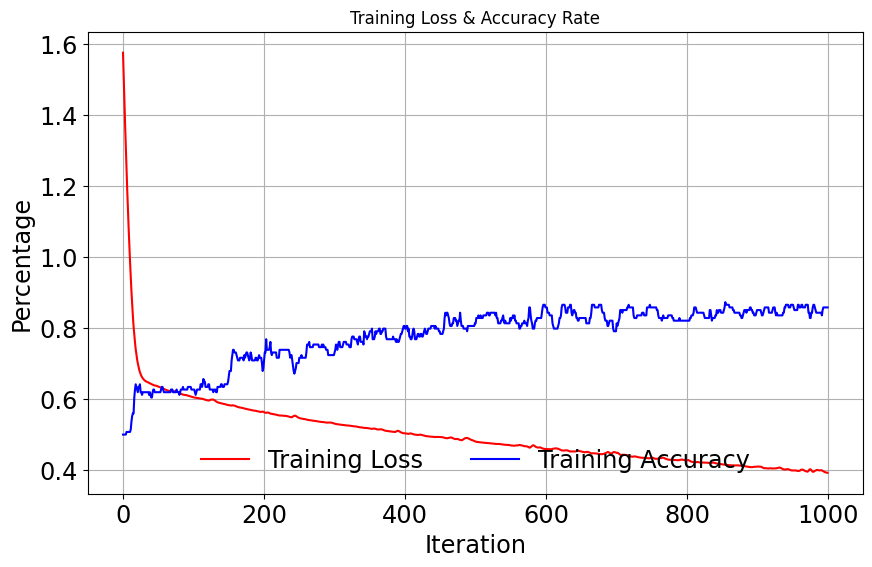 Training Loss & Accuracy Rate
1.6
1.4
1.2
1.0
0.8
0.6
0.4
Percentage
Training Loss Training Accuracy
0 200 400 600 800 1000
Iteration